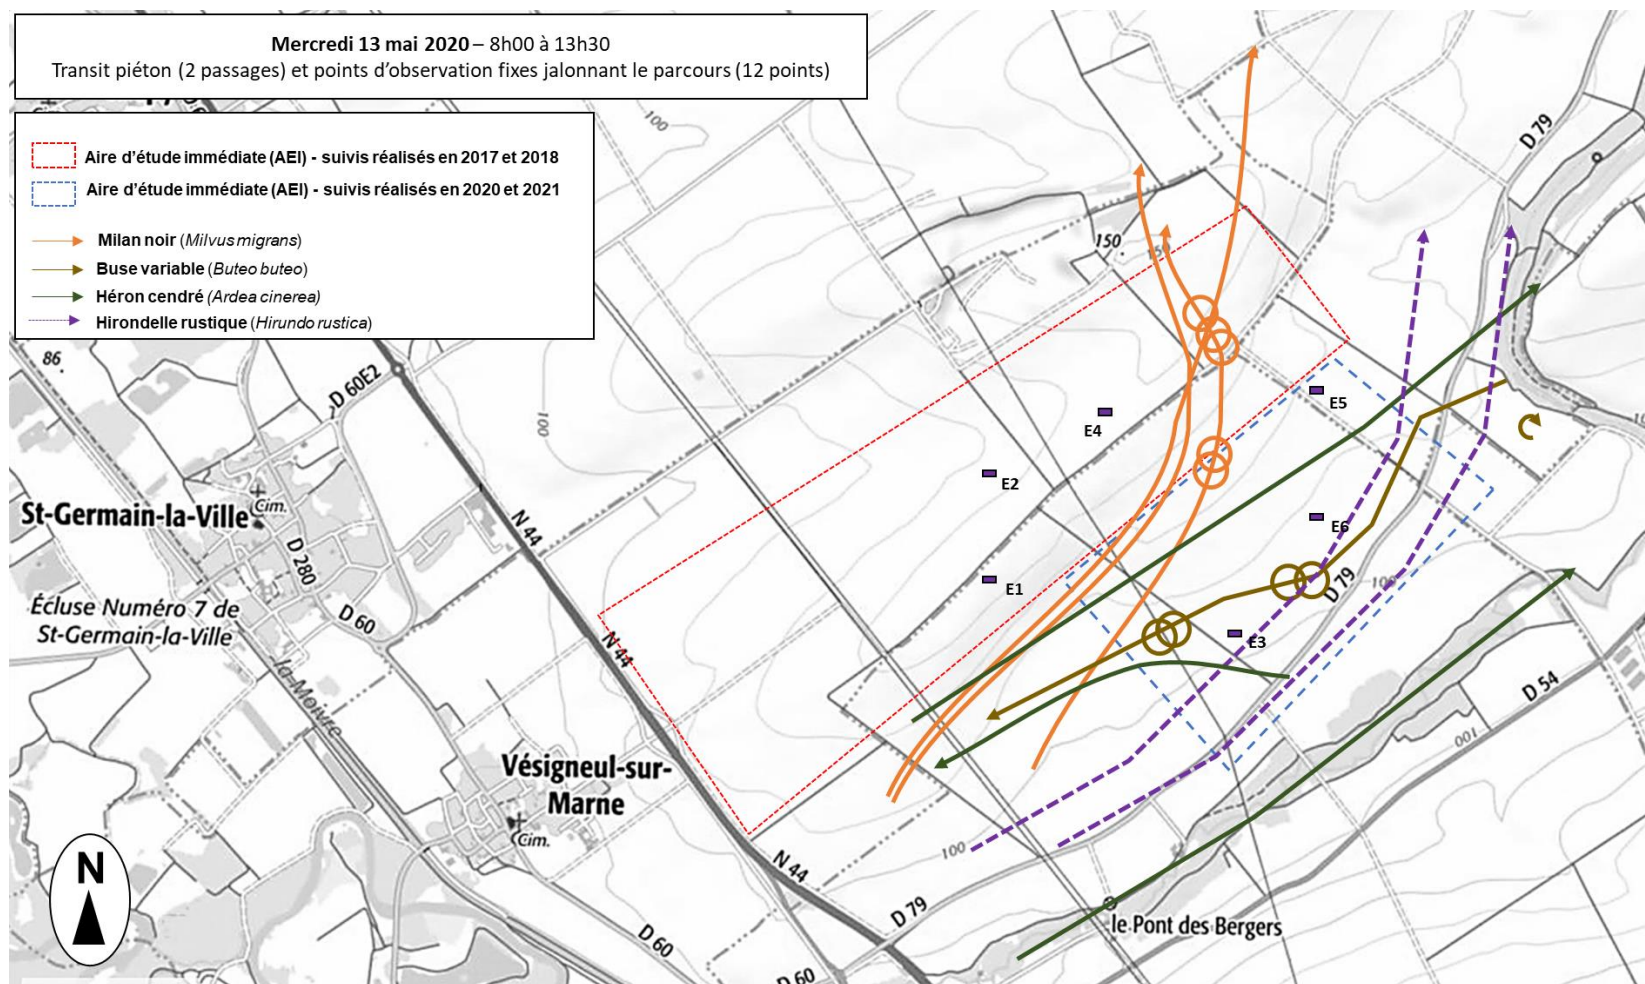 Mercredi 13 mai 2020 – 8h00 à 13h30
Transit piéton (2 passages) et points d'observation fixes jalonnant le parcours (12 points)
Aire d'étude immédiate (AEI) - suivis réalisés en 2017 et 2018
Aire d'étude immédiate (AEI) - suivis réalisés en 2020 et 2021
Milan noir (Milvus migrans)
Buse variable (Buteo buteo)
Héron cendré (Ardea cinerea)
Hirondelle rustique (Hirundo rustica)
100
D 79
150
150
86
D 60E2
100
E5
E4
E2
E6
E1
E3
St-Germain-la-Ville
Cim.
N 44
D 280
Écluse Numéro 7 de
St-Germain-la-Ville
D 60
la Moivre
N 44
D 79
100
D 54
100
Vésigneul-sur-
Marne
Cim.
100
N 44
D 79
le Pont des Bergers
D 60
D 60
N